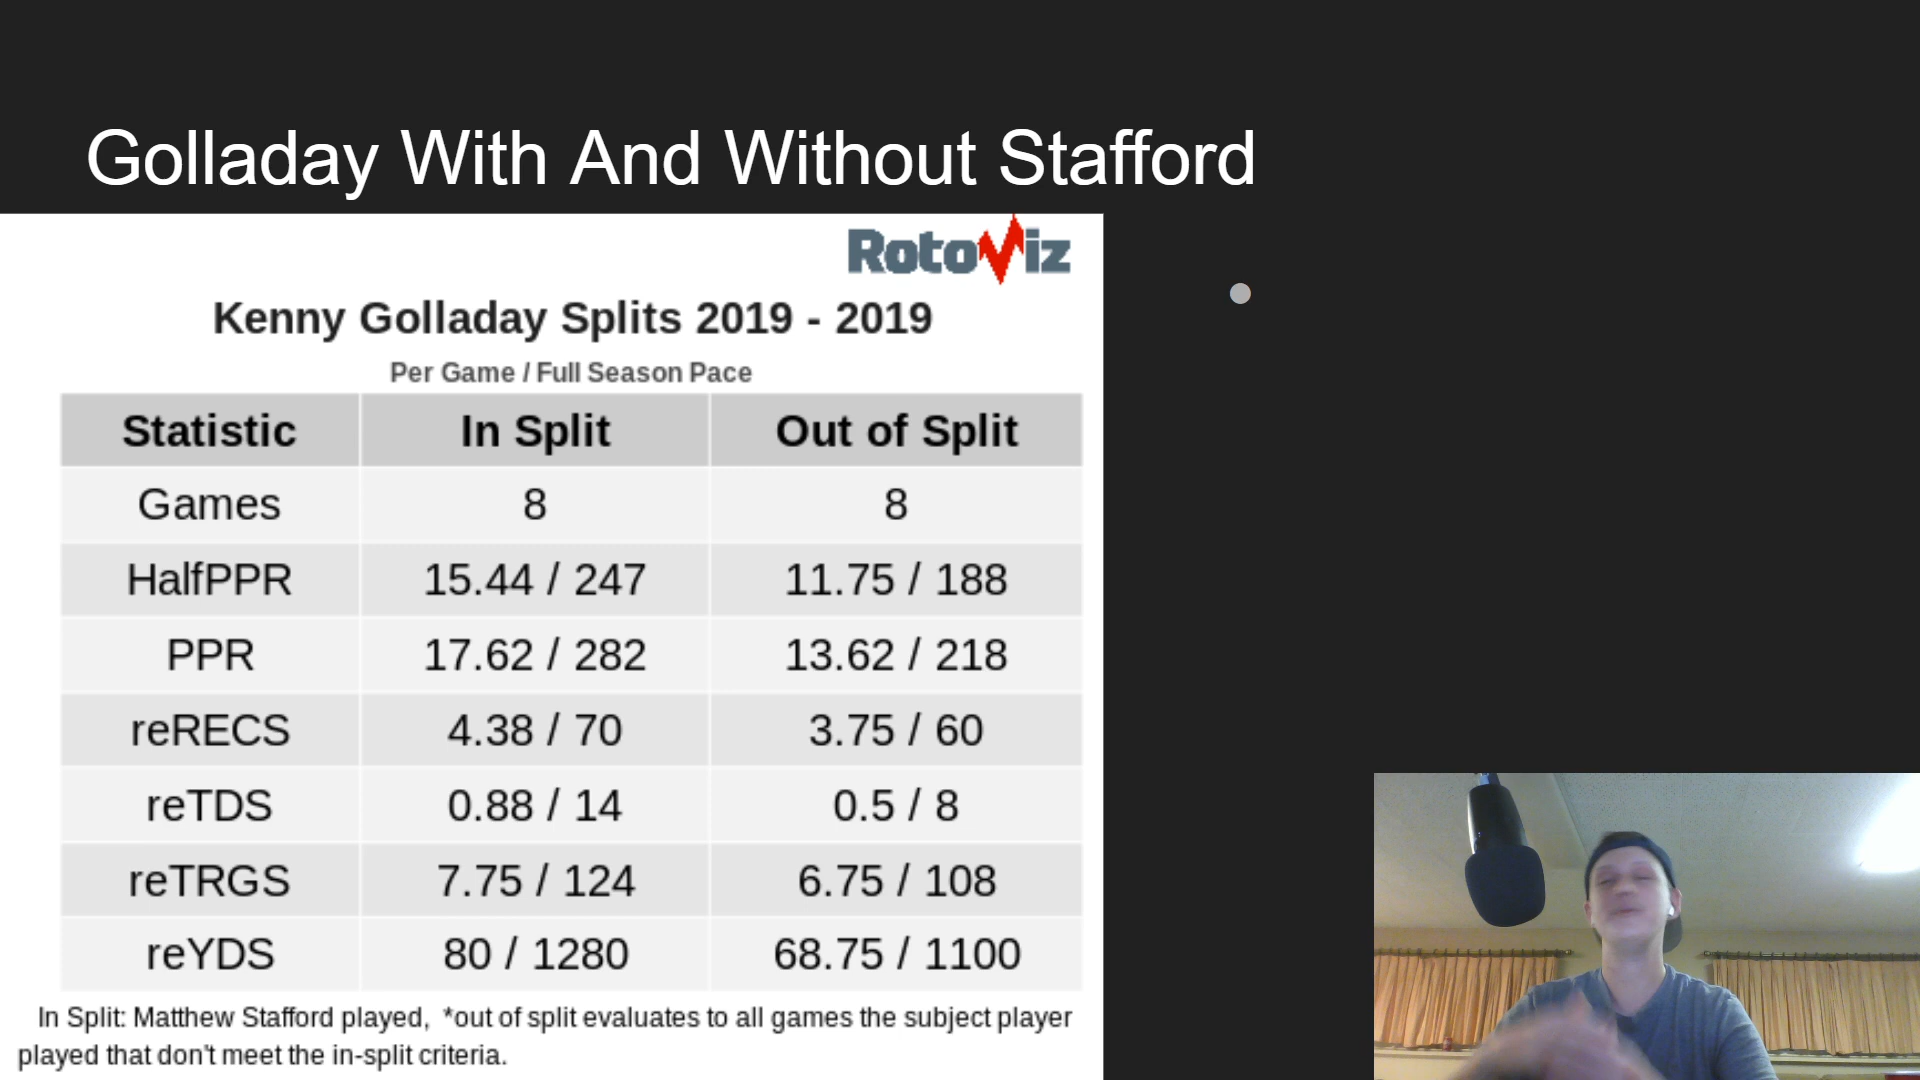 Golladay With And Without Stafford
RotoViz
Kenny Golladay Splits 2019 - 2019
Per Game / Full Season Pace
Statistic In Split Out of Split
Games 8 8
HalfPPR 15.44 / 247 11.75 / 188
PPR 17.62 / 282 13.62 / 218
reRECS 4.38 / 70 3.75 / 60
reTDS 0.88 / 14 0.5 / 8
reTRGS 7.75 / 124 6.75 / 108
reYDS 80 / 1280 68.75 / 1100
In Split: Matthew Stafford played, *out of split evaluates to all games the subject player
played that don't meet the in-split criteria.